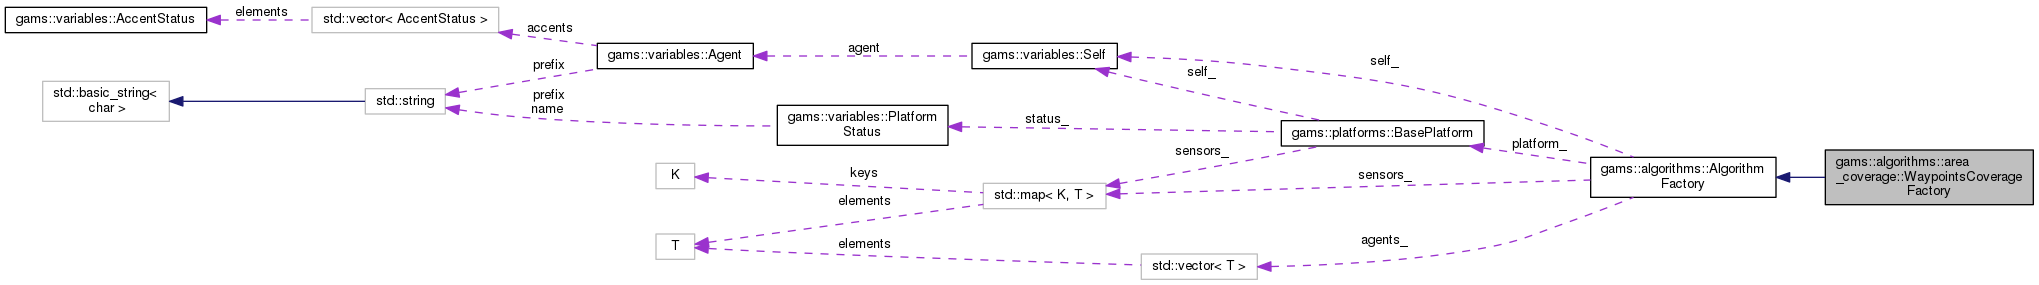 gams::variables::AccentStatus
elements
std::vector< AccentStatus >
accents
gams::variables::Agent
agent
gams::variables::Self
self_
prefix
self_
std::basic_string<
char >
std::string
prefix
name
gams::variables::Platform
Status
status_
gams::platforms::BasePlatform
platform_
sensors_
gams::algorithms::Algorithm
Factory
gams::algorithms::area
_coverage::WaypointsCoverage
Factory
K
keys
sensors_
std::map< K, T >
elements
T
elements
agents_
std::vector< T >